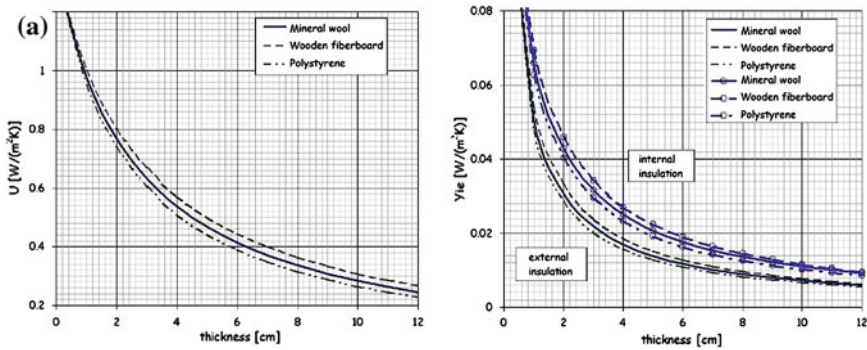 (a)
Mineral wool
Wooden fiberboard
Polystyrene
U [W/(m²K)]
1
0.8
0.6
0.4
0.2
0 2 4 6 8 10 12
thickness [cm]
Mineral wool
Wooden fiberboard
Polystyrene
Mineral wool
Wooden fiberboard
Polystyrene
internal
insulation
external
insulation
Yie [W/(m²K)]
0.08
0.06
0.04
0.02
0
0 2 4 6 8 10 12
thickness [cm]